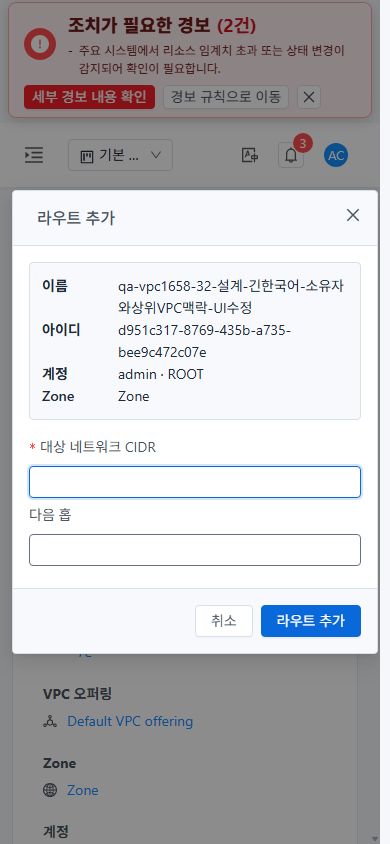 조치가 필요한 경보 (2건)
- 주요 시스템에서 리소스 임계치 초과 또는 상태 변경이
감지되어 확인이 필요합니다.
세부 경보 내용 확인
경보 규칙으로 이동
기본 ...
3
AC
라우트 추가
이름
qa-vpc1658-32-설계-긴한국어-소유자
와상위VPC맥락-UI수정
아이디
d951c317-8769-435b-a735-
bee9c472c07e
계정
admin · ROOT
Zone
Zone
* 대상 네트워크 CIDR
다음 홉
취소
라우트 추가
VPC 오퍼링
Default VPC offering
Zone
Zone
계정